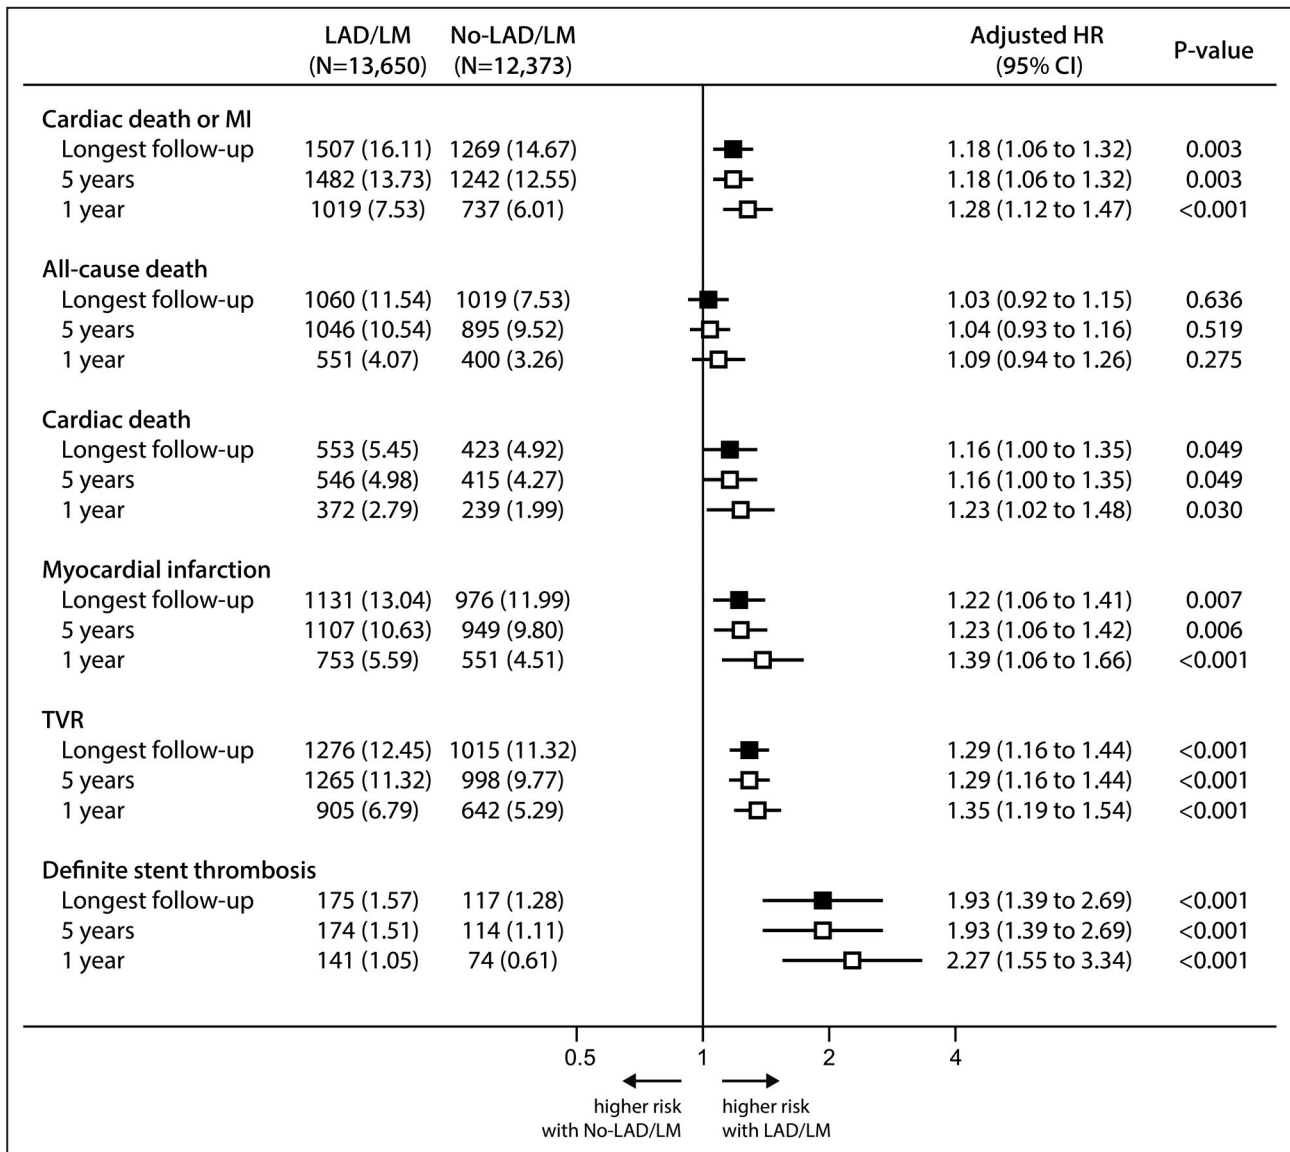 LAD/LM No-LAD/LM Adjusted HR P-value
(N=13,650) (N=12,373) (95% CI)
Cardiac death or MI
Longest follow-up 1507 (16.11) 1269 (14.67) 1.18 (1.06 to 1.32) 0.003
5 years 1482 (13.73) 1242 (12.55) 1.18 (1.06 to 1.32) 0.003
1 year 1019 (7.53) 737 (6.01) 1.28 (1.12 to 1.47) <0.001
All-cause death
Longest follow-up 1060 (11.54) 1019 (7.53) 1.03 (0.92 to 1.15) 0.636
5 years 1046 (10.54) 895 (9.52) 1.04 (0.93 to 1.16) 0.519
1 year 551 (4.07) 400 (3.26) 1.09 (0.94 to 1.26) 0.275
Cardiac death
Longest follow-up 553 (5.45) 423 (4.92) 1.16 (1.00 to 1.35) 0.049
5 years 546 (4.98) 415 (4.27) 1.16 (1.00 to 1.35) 0.049
1 year 372 (2.79) 239 (1.99) 1.23 (1.02 to 1.48) 0.030
Myocardial infarction
Longest follow-up 1131 (13.04) 976 (11.99) 1.22 (1.06 to 1.41) 0.007
5 years 1107 (10.63) 949 (9.80) 1.23 (1.06 to 1.42) 0.006
1 year 753 (5.59) 551 (4.51) 1.39 (1.06 to 1.66) <0.001
TVR
Longest follow-up 1276 (12.45) 1015 (11.32) 1.29 (1.16 to 1.44) <0.001
5 years 1265 (11.32) 998 (9.77) 1.29 (1.16 to 1.44) <0.001
1 year 905 (6.79) 642 (5.29) 1.35 (1.19 to 1.54) <0.001
Definite stent thrombosis
Longest follow-up 175 (1.57) 117 (1.28) 1.93 (1.39 to 2.69) <0.001
5 years 174 (1.51) 114 (1.11) 1.93 (1.39 to 2.69) <0.001
1 year 141 (1.05) 74 (0.61) 2.27 (1.55 to 3.34) <0.001
0.5 1 2 4
higher risk higher risk
with No-LAD/LM with LAD/LM